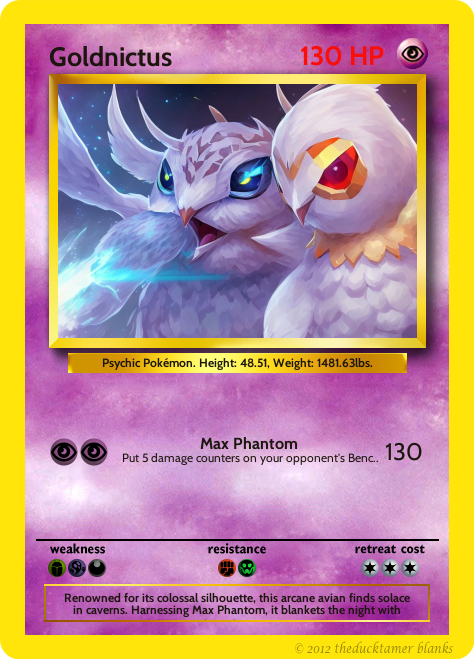 Goldnictus
130 HP
Psychic Pokémon. Height: 48.51, Weight: 1481.63lbs.
Max Phantom
Put 5 damage counters on your opponent's Benc..
130
weakness
resistance
retreat cost
Renowned for its colossal silhouette, this arcane avian finds solace
in caverns. Harnessing Max Phantom, it blankets the night with
© 2012 theducktamer blanks